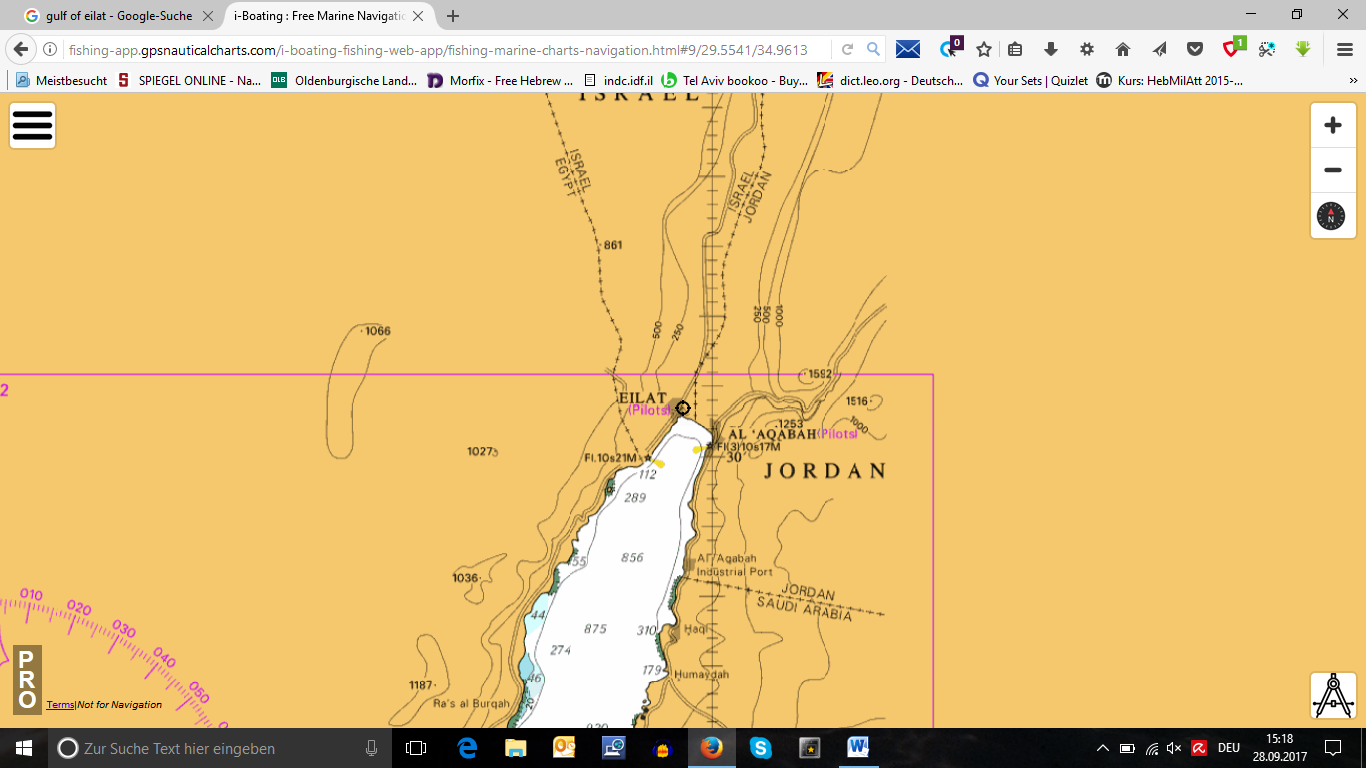 gulf of eilat - Google-Suche
i-Boating : Free Marine Navigatio
fishing-app.gpsnauticalcharts.com/i-boating-fishing-web-app/fishing-marine-charts-navigation.html#9/29.5541/34.9613
0
1
Meistbesucht
S SPIEGEL ONLINE - Na...
OLB Oldenburgische Land...
Morfix - Free Hebrew ...
indc.idf.il
Tel Aviv bookoo - Buy...
dict.leo.org - Deutsch...
Your Sets | Quizlet
m Kurs: HebMilAtt 2015-...
»
ISRAEL
ISRAEL
EGYPT
ISRAEL
JORDAN
861
N
500
250
250
500
1000
1066
1592
2
EILAT
(Pilots)
1516
1000
1253
AL 'AQABAH (Pilots)
Fl(3)10s17M
1027
Fl.10s21M
30'
112
JORDAN
289
55
856
Al 'Aqabah
Industrial Port
1036
JORDAN
SAUDI ARABIA
010
020
030
040
050
44
875
310
Haql
274
179
Humaydah
46
1187
20
Ra's al Burqah
PRO
Terms|Not for Navigation
Zur Suche Text hier eingeben
DEU
15:18
28.09.2017